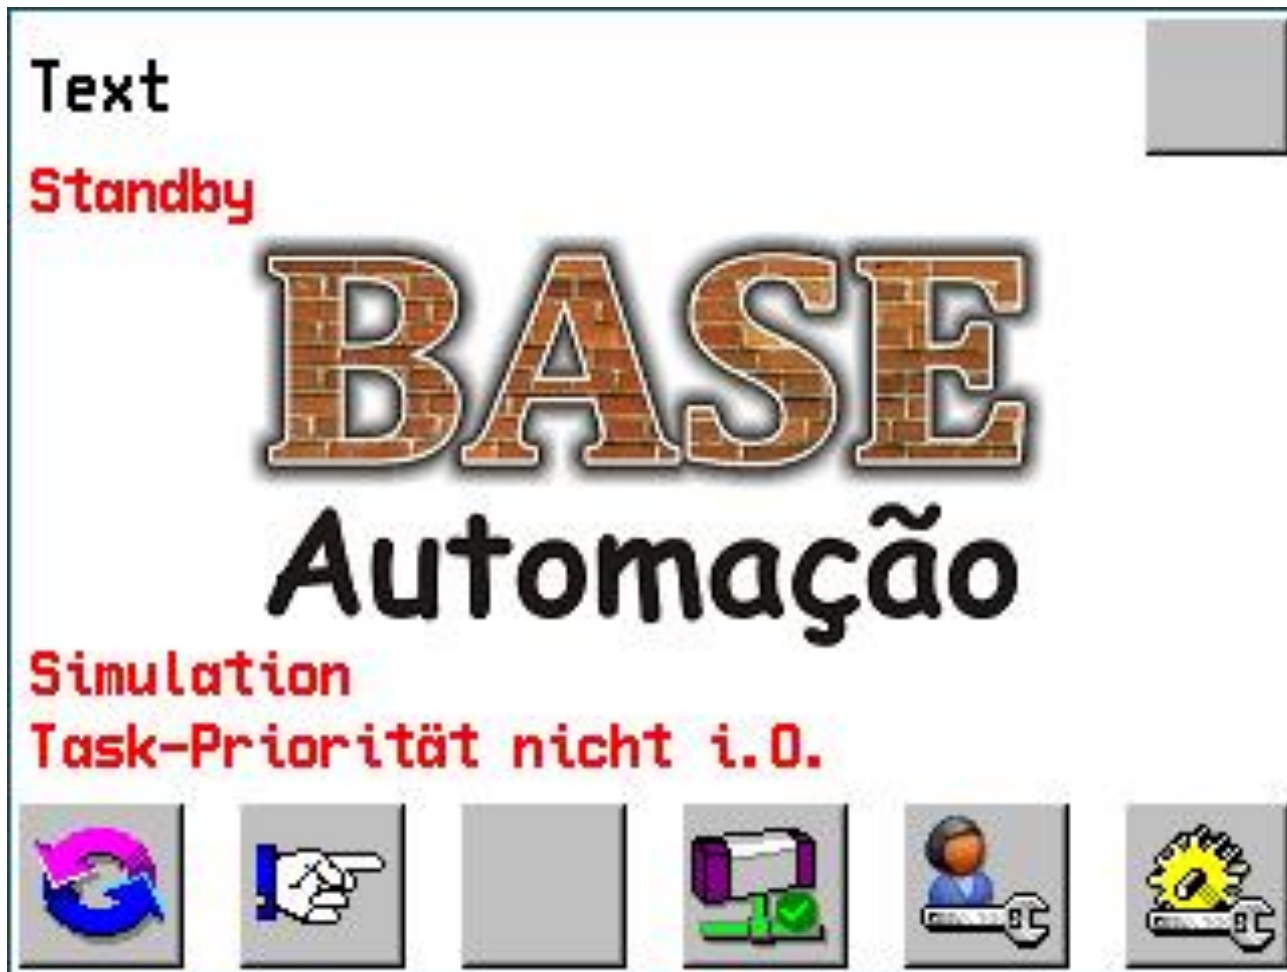 Text
Standby
BASE
Automação
Simulation
Task-Priorität nicht i.O.